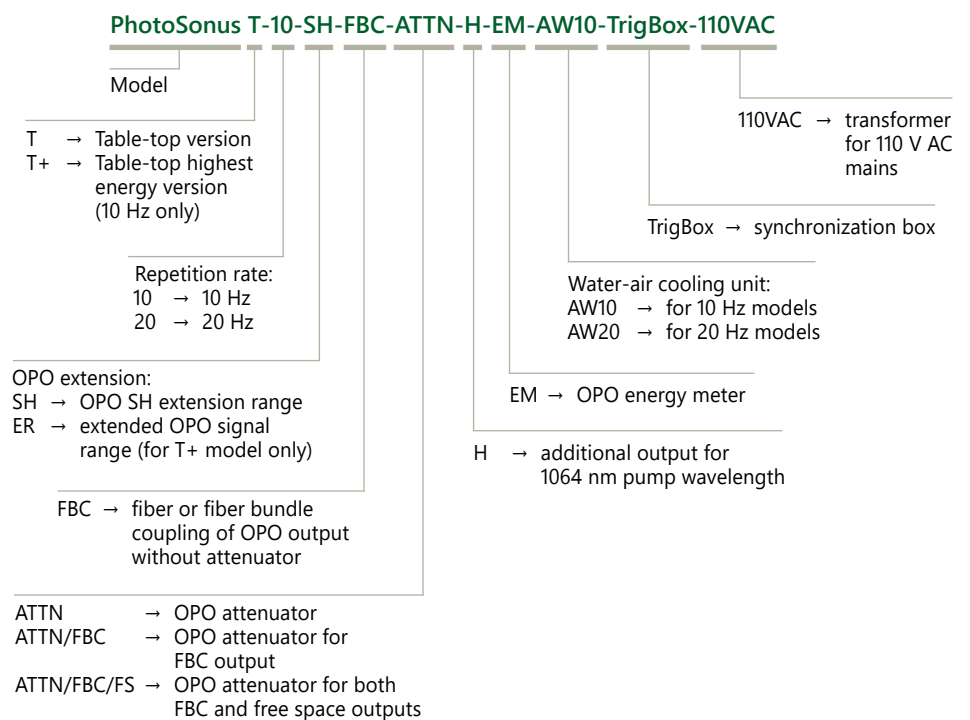 PhotoSonus T-10-SH-FBC-ATTN-H-EM-AW10-TrigBox-110VAC
Model
T → Table-top version
T+ → Table-top highest
energy version
(10 Hz only)
110VAC → transformer
for 110 V AC
mains
TrigBox → synchronization box
Repetition rate:
10 → 10 Hz
20 → 20 Hz
Water-air cooling unit:
AW10 → for 10 Hz models
AW20 → for 20 Hz models
OPO extension:
SH → OPO SH extension range
ER → extended OPO signal
range (for T+ model only)
EM → OPO energy meter
H → additional output for
1064 nm pump wavelength
FBC → fiber or fiber bundle
coupling of OPO output
without attenuator
ATTN → OPO attenuator
ATTN/FBC → OPO attenuator for
FBC output
ATTN/FBC/FS → OPO attenuator for both
FBC and free space outputs